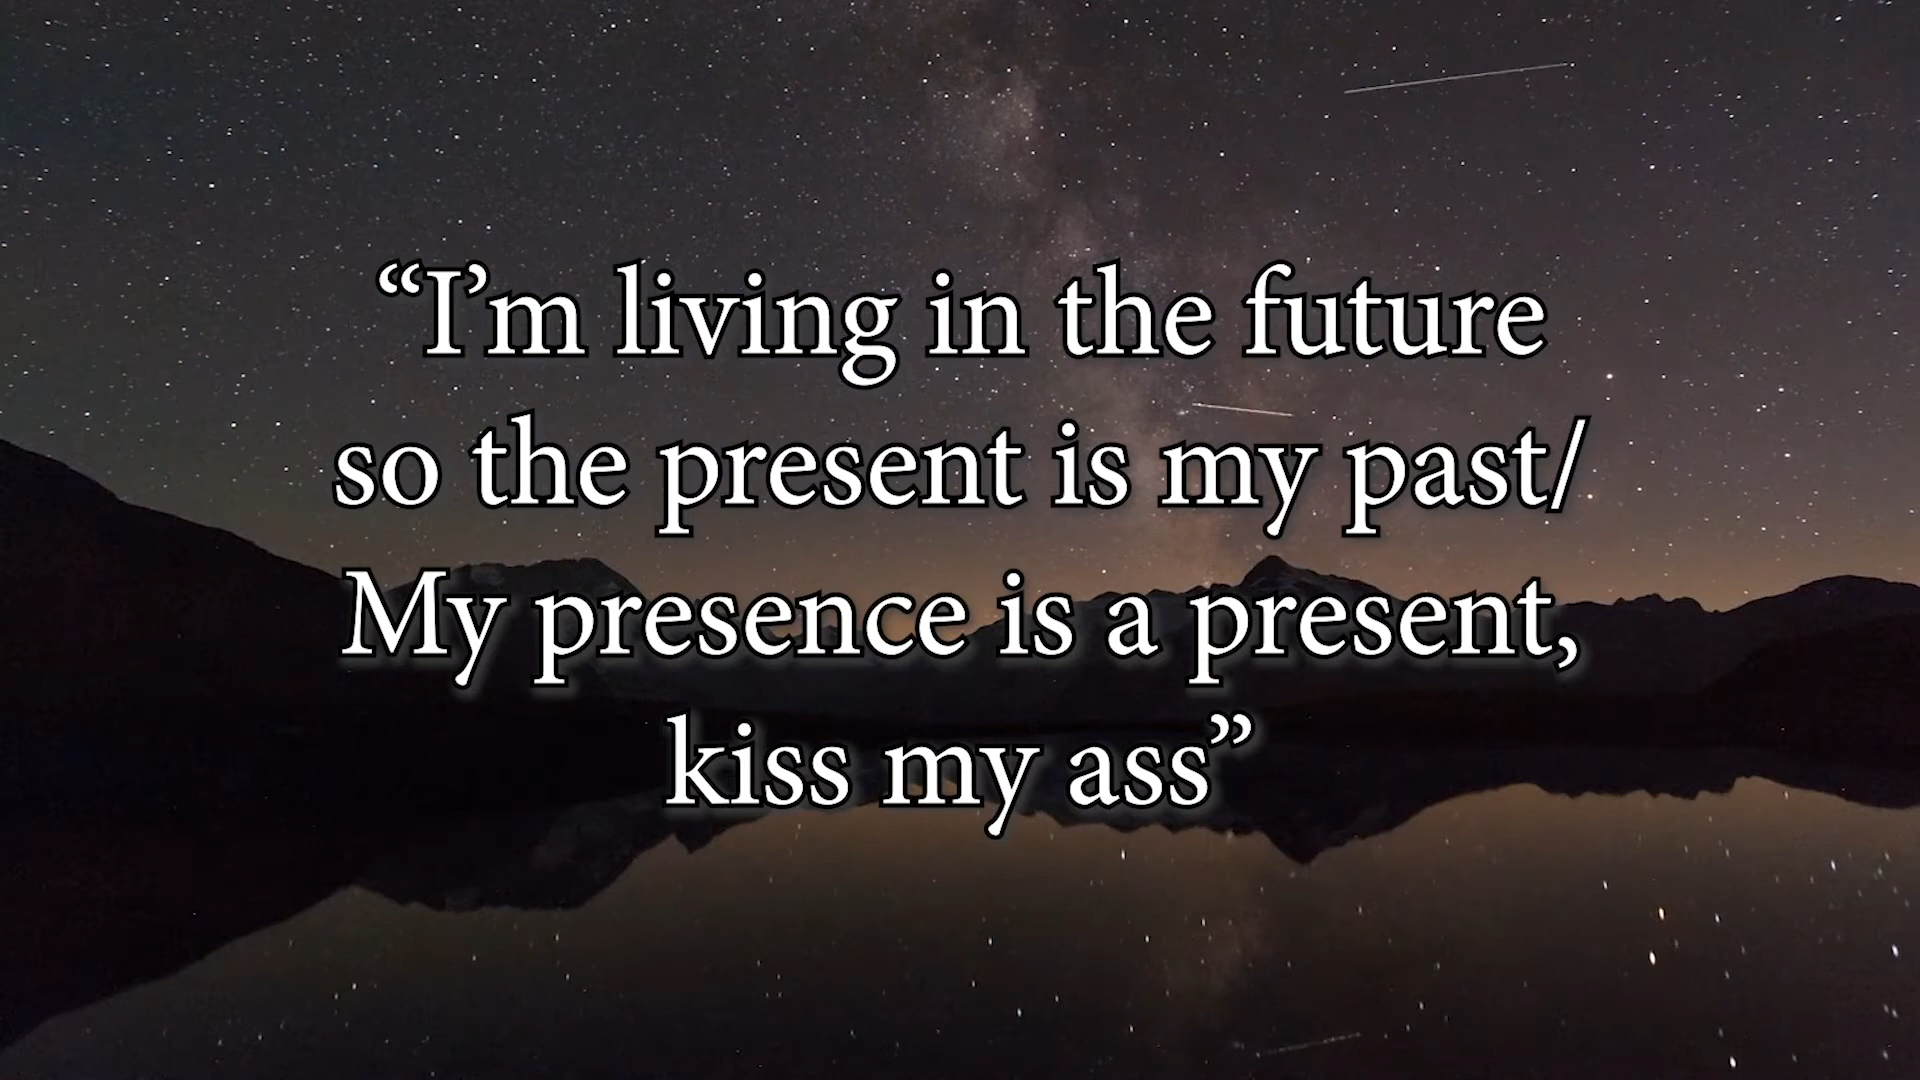 “I’m living in the future
so the present is my past/
My presence is a present,
kiss my ass”